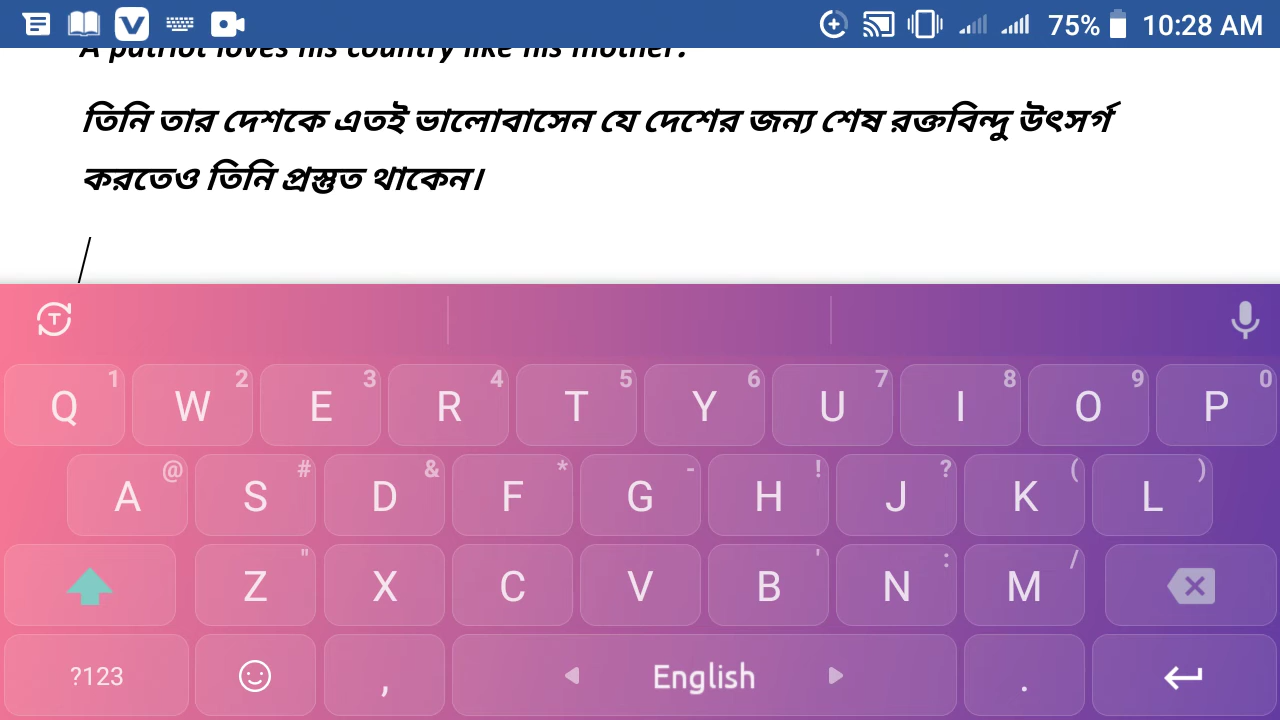 75% 10:28 AM
A patriot loves his country like his mother.
তিনি তার দেশকে এতই ভালোবাসেন যে দেশের জন্য শেষ রক্তবিন্দু উৎসর্গ
করতেও তিনি প্রস্তুত থাকেন।
T
Q 1 W 2 E 3 R 4 T 5 Y 6 U 7 I 8 O 9 P 0
A @ S # D & F * G - H ! J ? K ( L )
Z " X C V B ' N : M /
?123 , English .